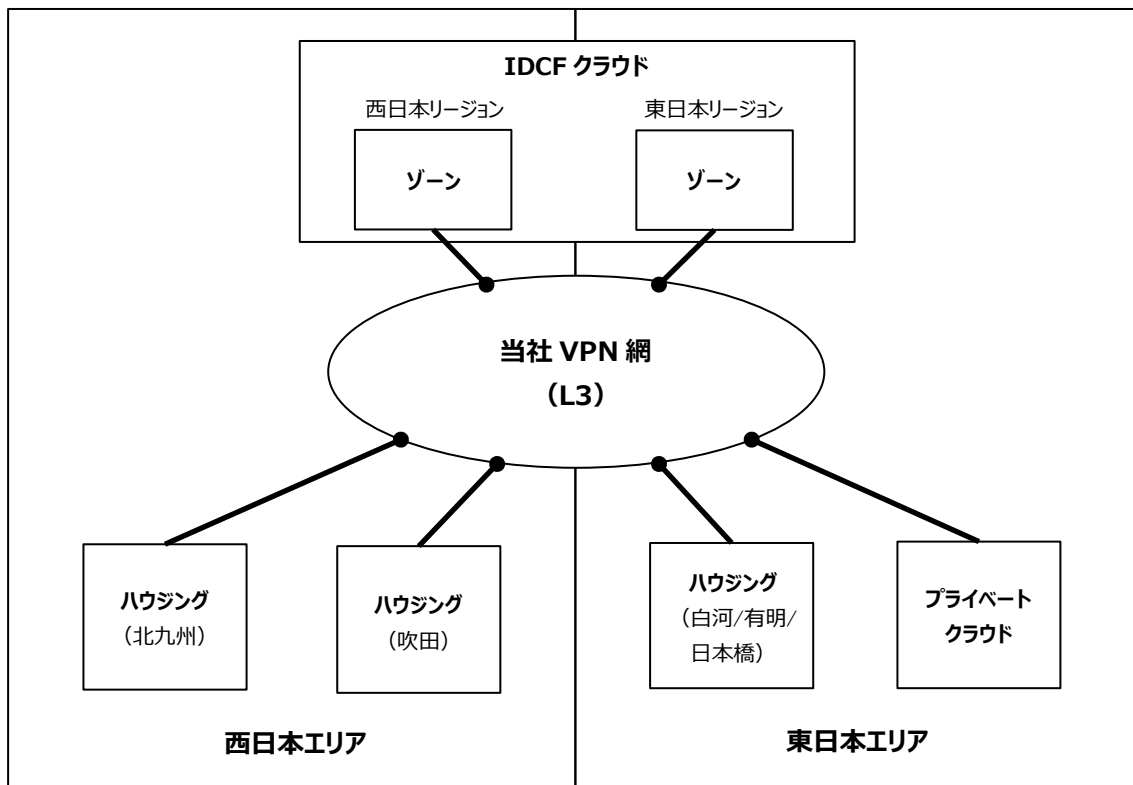 IDCF クラウド
西日本リージョン
東日本リージョン
ゾーン
ゾーン
当社 VPN 網
（L3）
ハウジング
（北九州）
ハウジング
（吹田）
ハウジング
（白河/有明/
日本橋）
プライベート
クラウド
西日本エリア
東日本エリア